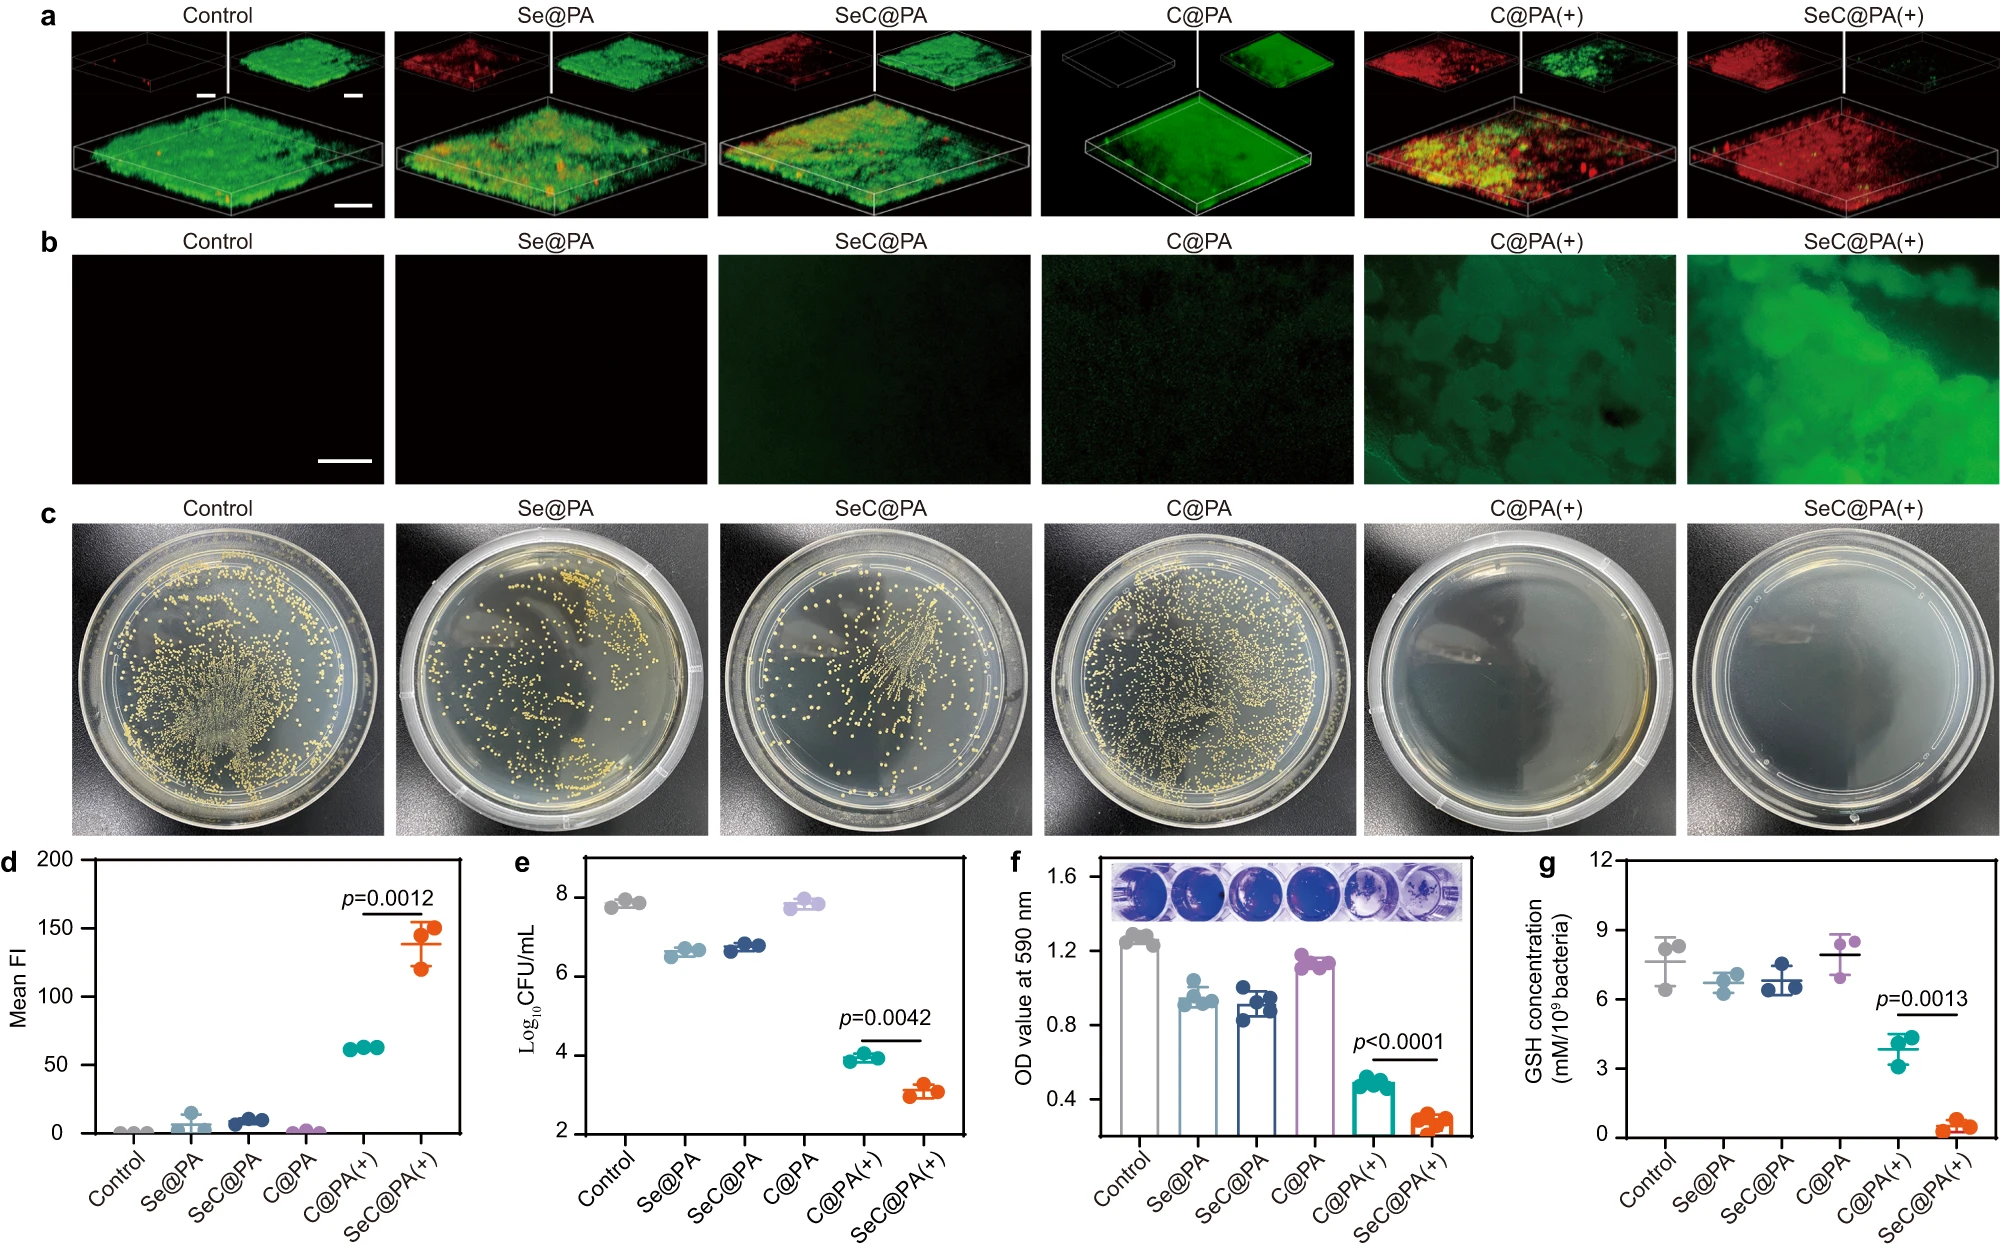 a
Control Se@PA SeC@PA C@PA C@PA(+) SeC@PA(+)
b
Control Se@PA SeC@PA C@PA C@PA(+) SeC@PA(+)
c
Control Se@PA SeC@PA C@PA C@PA(+) SeC@PA(+)
d
Mean FI
200
150
100
50
0
p=0.0012
Control Se@PA SeC@PA C@PA C@PA(+) SeC@PA(+)
e
Log₁₀CFU/mL
8
6
4
2
p=0.0042
Control Se@PA SeC@PA C@PA C@PA(+) SeC@PA(+)
f
OD value at 590 nm
1.6
1.2
0.8
0.4
p<0.0001
Control Se@PA SeC@PA C@PA C@PA(+) SeC@PA(+)
g
GSH concentration
(mM/10⁹ bacteria)
12
9
6
3
0
p=0.0013
Control Se@PA SeC@PA C@PA C@PA(+) SeC@PA(+)